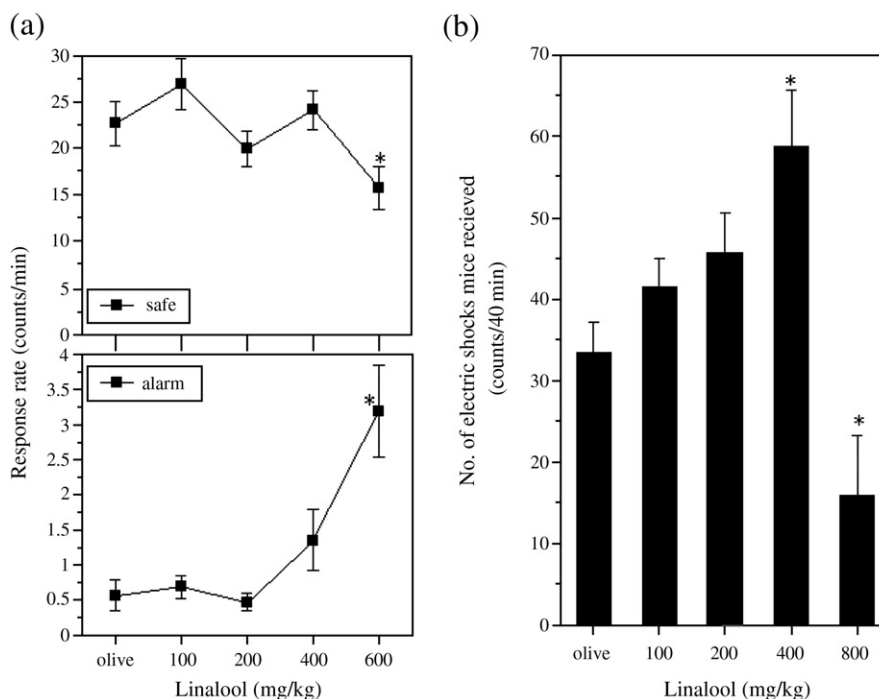 (a)
30
25
20
15
10
5
0
safe
*
4
3.5
3
2.5
2
1.5
1
0.5
0
alarm
*
Response rate (counts/min)
olive 100 200 400 600
Linalool (mg/kg)
(b)
70
60
50
40
30
20
10
0
*
*
No. of electric shocks mice recieved
(counts/40 min)
olive 100 200 400 800
Linalool (mg/kg)